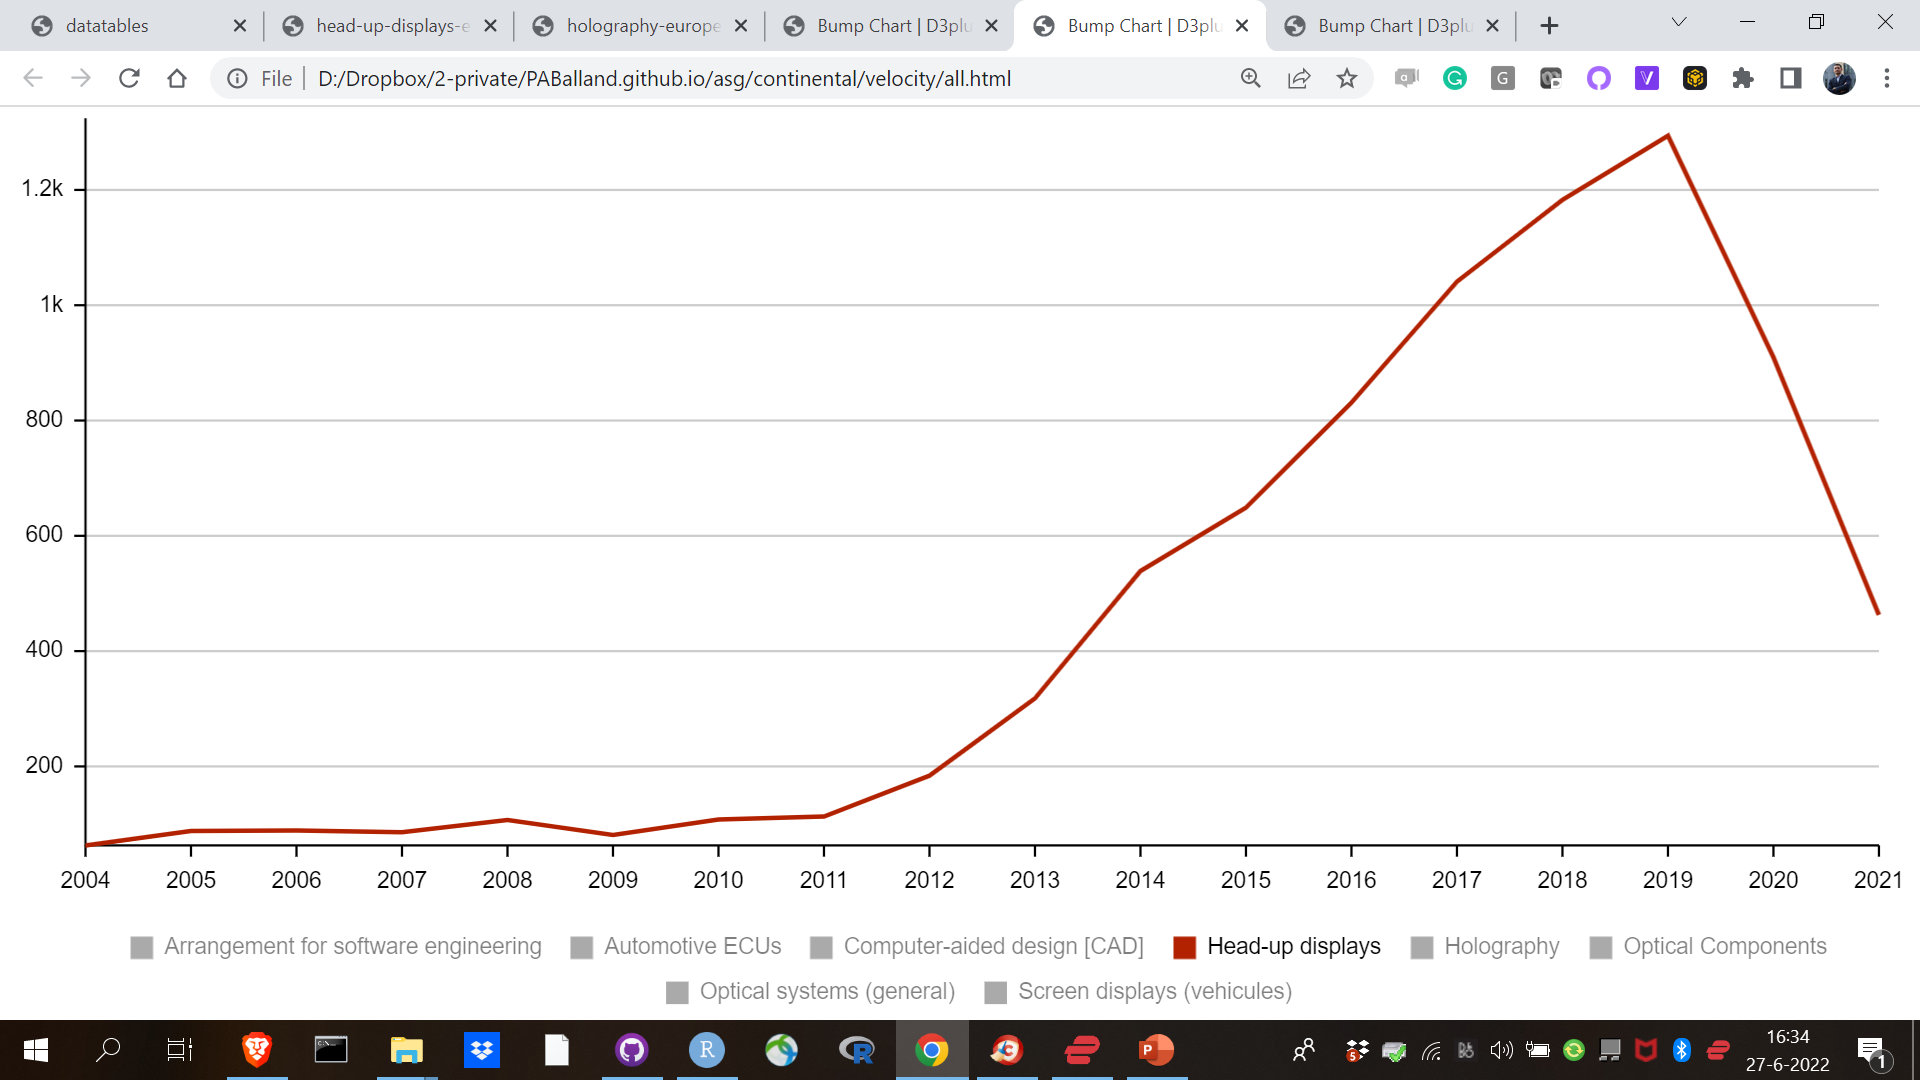 datatables
head-up-displays-e
holography-europe
Bump Chart | D3plu
Bump Chart | D3plu
Bump Chart | D3plu
File
D:/Dropbox/2-private/PABalland.github.io/asg/continental/velocity/all.html
1.2k
1k
800
600
400
200
2004 2005 2006 2007 2008 2009 2010 2011 2012 2013 2014 2015 2016 2017 2018 2019 2020 2021
Arrangement for software engineering Automotive ECUs Computer-aided design [CAD] Head-up displays Holography Optical Components
Optical systems (general) Screen displays (vehicules)
16:34
27-6-2022